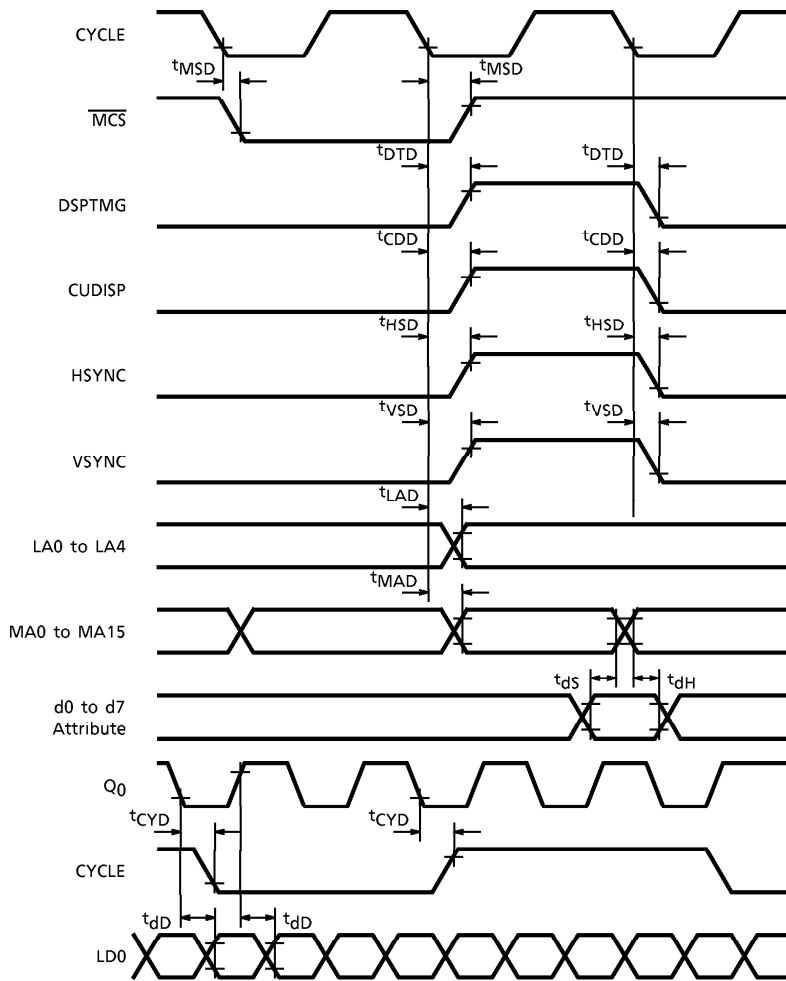 CYCLE
tMSD tMSD
MCS
tDTD tDTD
DSPTMG
tCDD tCDD
CUDISP
tHSD tHSD
HSYNC
tVSD tVSD
VSYNC
tLAD
LA0 to LA4
tMAD
MA0 to MA15
tdS tdH
d0 to d7
Attribute
Q0
tCYD tCYD
CYCLE
tdD tdD
LD0